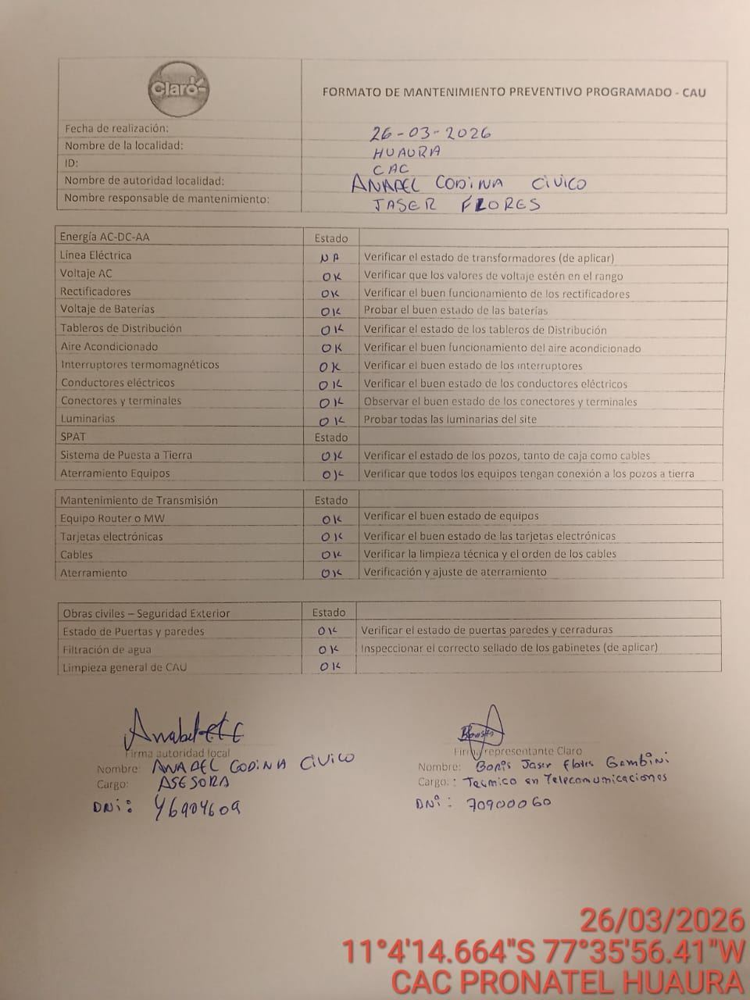 Claro
FORMATO DE MANTENIMIENTO PREVENTIVO PROGRAMADO - CAU
Fecha de realización: 26-03-2026
Nombre de la localidad: HUAURA
ID: CAC
Nombre de autoridad localidad: ANABEL CODINA CIVICO
Nombre responsable de mantenimiento: JASER FLORES
Energía AC-DC-AA Estado
Línea Eléctrica NA Verificar el estado de transformadores (de aplicar)
Voltaje AC OK Verificar que los valores de voltaje estén en el rango
Rectificadores OK Verificar el buen funcionamiento de los rectificadores
Voltaje de Baterías OK Probar el buen estado de las baterías
Tableros de Distribución OK Verificar el estado de los tableros de Distribución
Aire Acondicionado OK Verificar el buen funcionamiento del aire acondicionado
Interruptores termomagnéticos OK Verificar el buen estado de los interruptores
Conductores eléctricos OK Verificar el buen estado de los conductores eléctricos
Conectores y terminales OK Observar el buen estado de los conectores y terminales
Luminarias OK Probar todas las luminarias del site
SPAT Estado
Sistema de Puesta a Tierra OK Verificar el estado de los pozos, tanto de caja como cables
Aterramiento Equipos OK Verificar que todos los equipos tengan conexión a los pozos a tierra
Mantenimiento de Transmisión Estado
Equipo Router o MW OK Verificar el buen estado de equipos
Tarjetas electrónicas OK Verificar el buen estado de las tarjetas electrónicas
Cables OK Verificar la limpieza técnica y el orden de los cables
Aterramiento OK Verificación y ajuste de aterramiento
Obras civiles – Seguridad Exterior Estado
Estado de Puertas y paredes OK Verificar el estado de puertas paredes y cerraduras
Filtración de agua OK Inspeccionar el correcto sellado de los gabinetes (de aplicar)
Limpieza general de CAU OK
Firma autoridad local
Nombre: ANABEL CODINA CIVICO
Cargo: ASESORA
DNi: 46904609
Firma representante Claro
Nombre: Boris Jaser Flores Gambini
Cargo: : Tecnico en Telecomunicaciones
DNi: 70900060
26/03/2026
11°4'14.664"S 77°35'56.41"W
CAC PRONATEL HUAURA